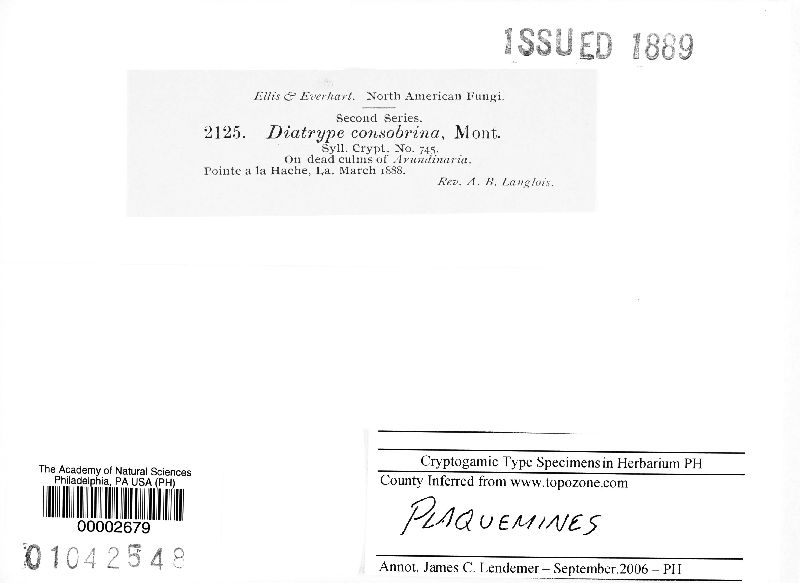 ISSUED 1889
Ellis & Everhart. North American Fungi.
Second Series.
2125. Diatrype consobrina, Mont.
Syll. Crypt. No. 745.
On dead culms of Arundinaria.
Pointe a la Hache, La. March 1888.
Rev. A. B. Langlois.
The Academy of Natural Sciences
Philadelphia, PA USA (PH)
00002679
01042548
Cryptogamic Type Specimens in Herbarium PH
County Inferred from www.topozone.com
PLAQUEMINES
Annot. James C. Lendemer – September.2006 – PH